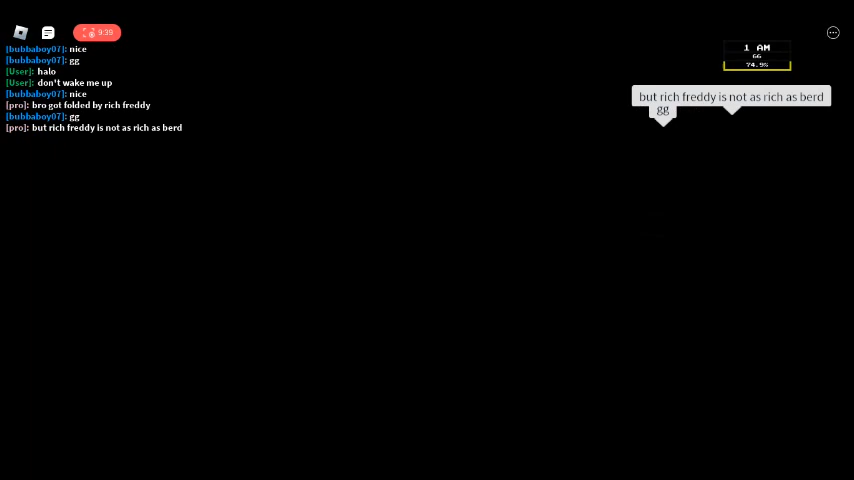 9:39
[bubbaboy07]: nice
[bubbaboy07]: gg
[User]: halo
[User]: don't wake me up
[bubbaboy07]: nice
[pro]: bro got folded by rich freddy
[bubbaboy07]: gg
[pro]: but rich freddy is not as rich as berd
1 AM
66
74.9%
but rich freddy is not as rich as berd
gg